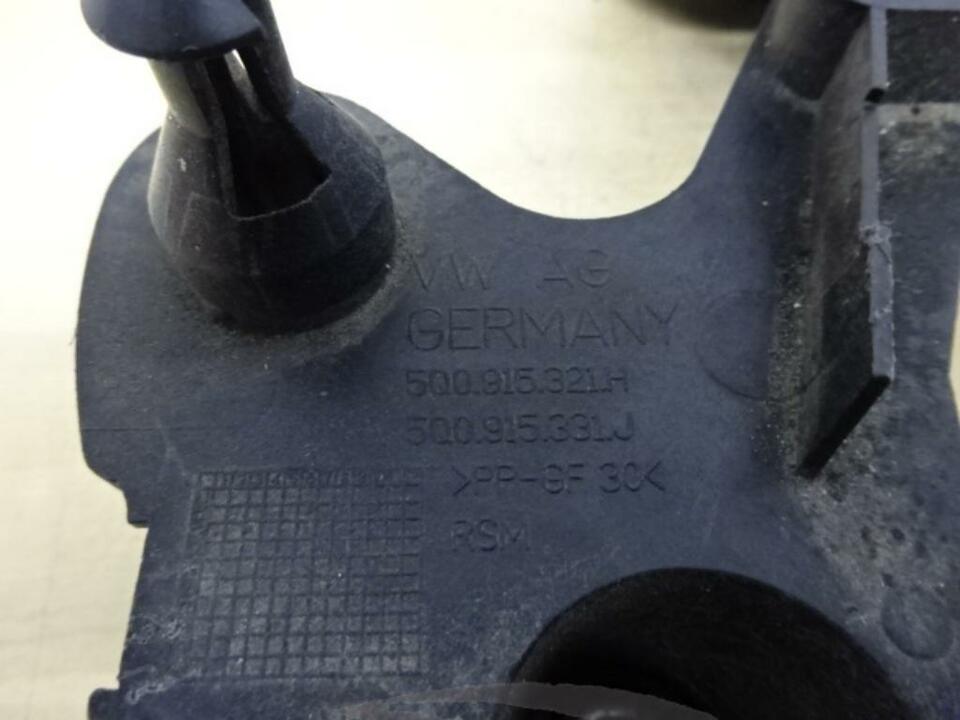 VW AG
GERMANY
5Q0.915.321.H
5Q0.915.331.J
>PP-GF 30<
RSM